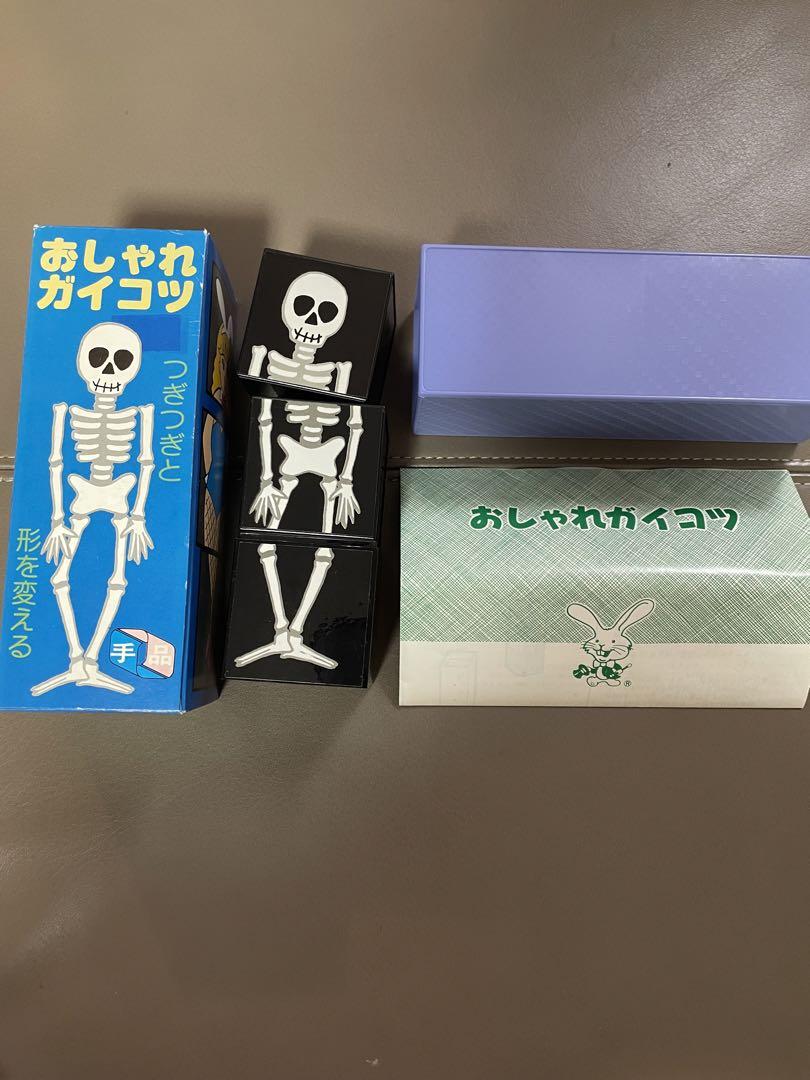 おしゃれ
ガイコツ
つぎつぎと
形を変える
手品
おしゃれガイコツ
®